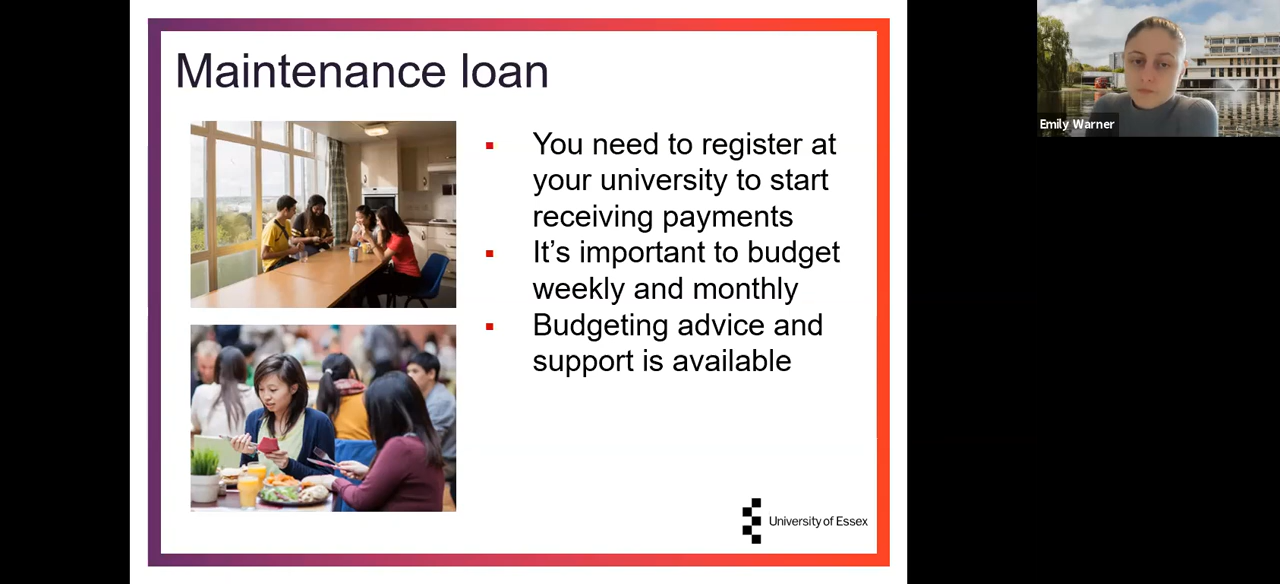 Maintenance loan
You need to register at
your university to start
receiving payments
It’s important to budget
weekly and monthly
Budgeting advice and
support is available
University of Essex
Emily Warner